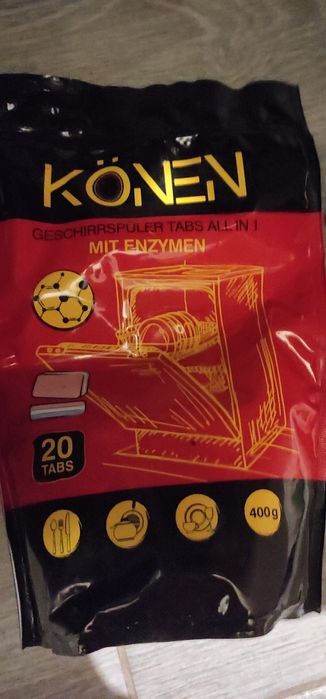 KÖNEN
GESCHIRRSPÜLER TABS ALL IN 1
MIT ENZYMEN
20
TABS
400g